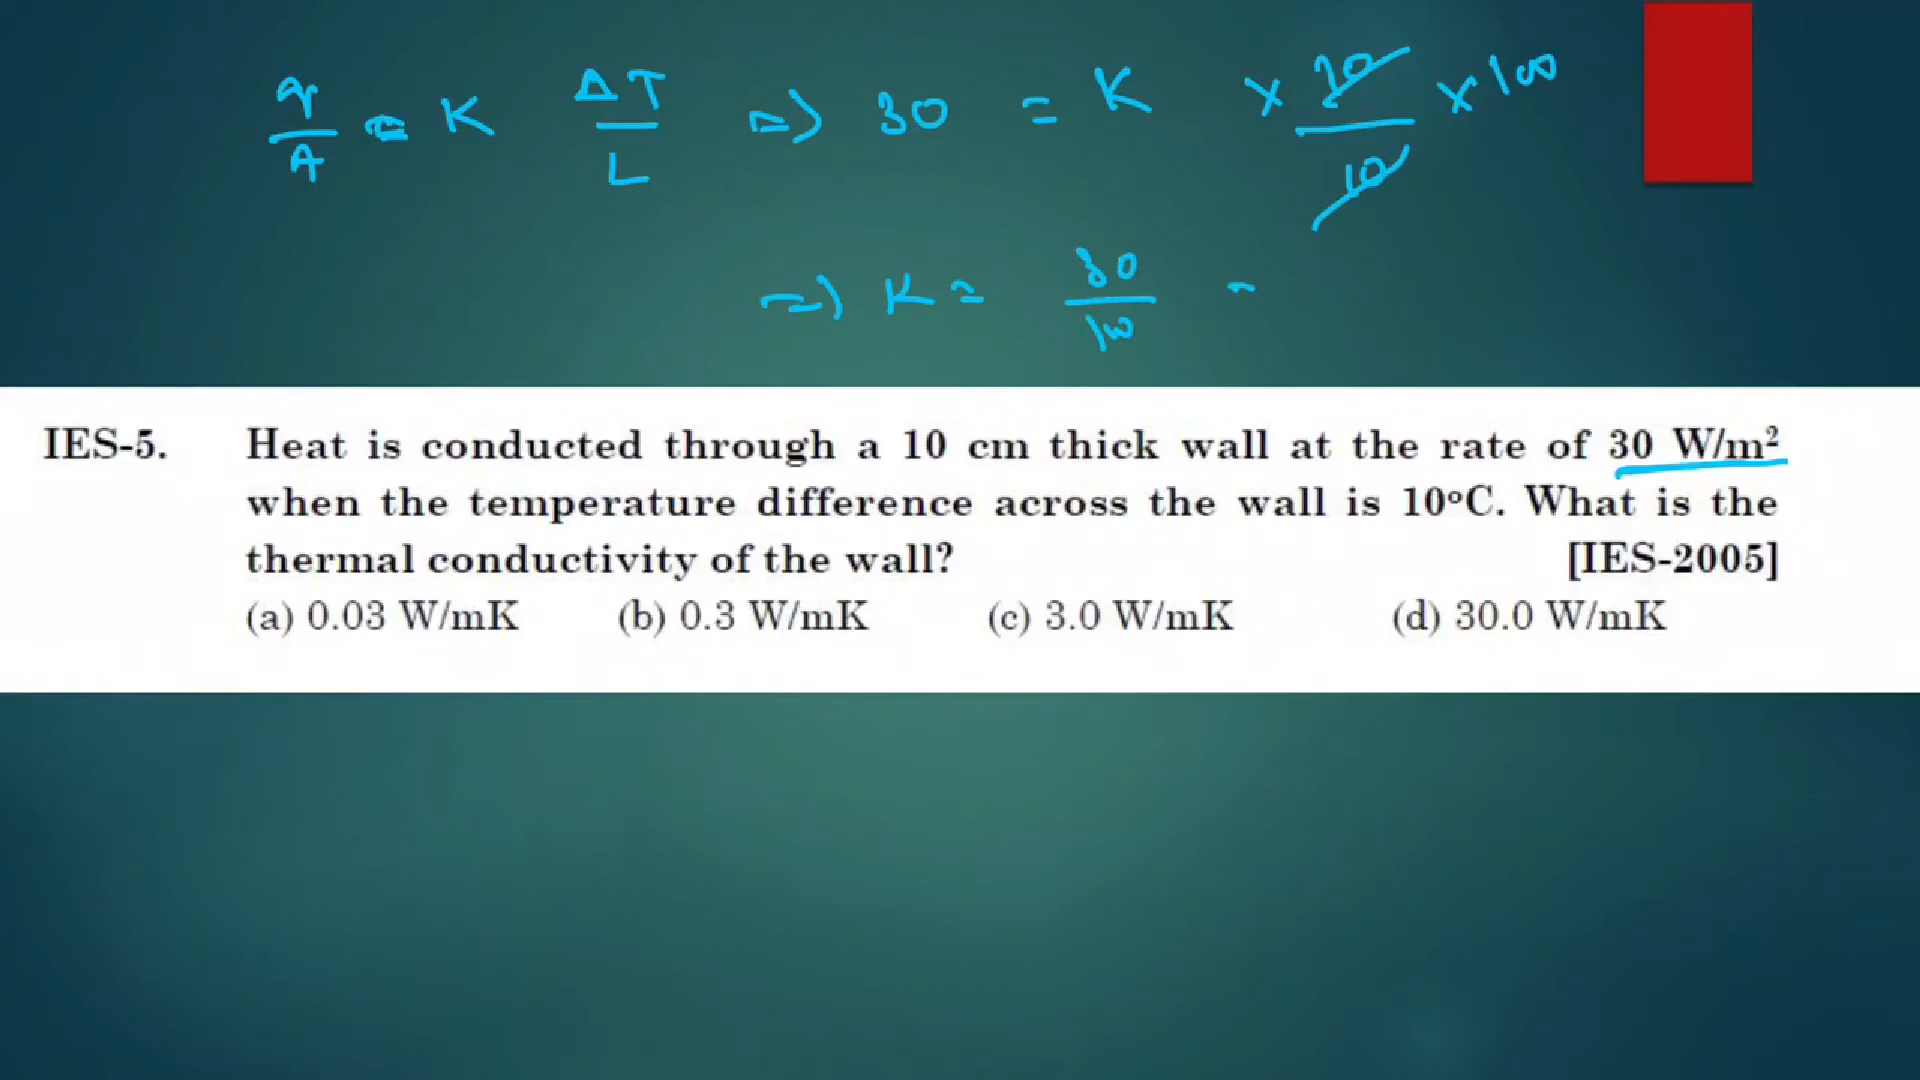 q/A = K ΔT/L => 30 = K × 10/10 × 100
=> K = 30/100 =
IES-5. Heat is conducted through a 10 cm thick wall at the rate of 30 W/m²
when the temperature difference across the wall is 10ºC. What is the
thermal conductivity of the wall? [IES-2005]
(a) 0.03 W/mK (b) 0.3 W/mK (c) 3.0 W/mK (d) 30.0 W/mK